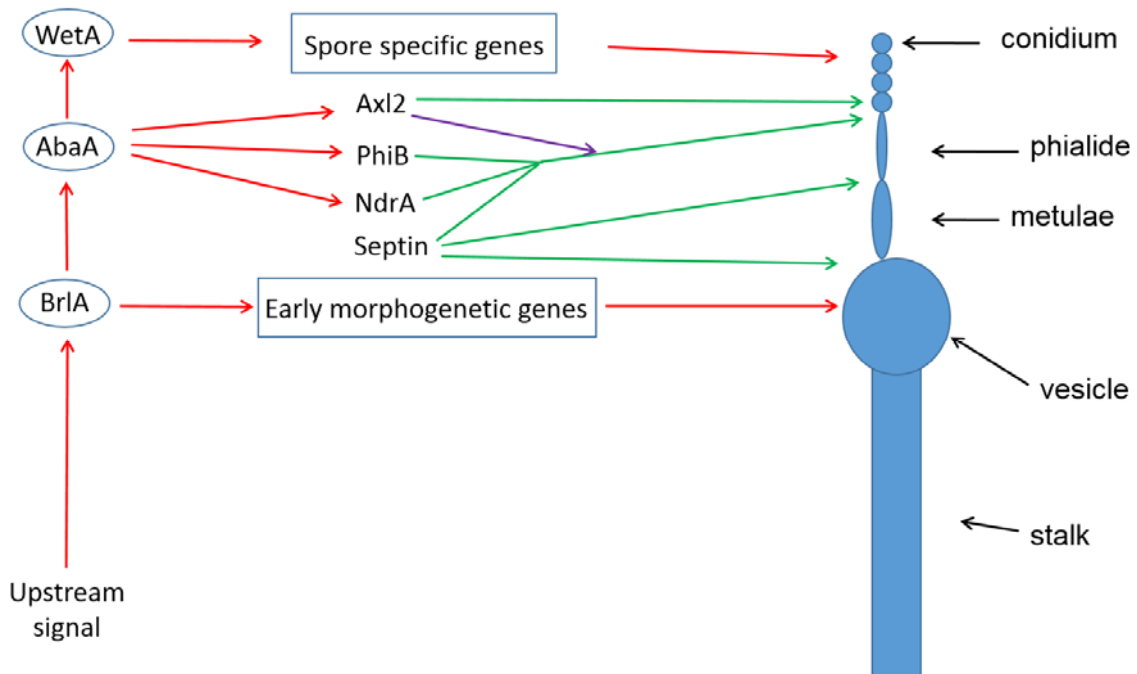 WetA
Spore specific genes
conidium
Axl2
AbaA
PhiB
phialide
NdrA
metulae
Septin
BrlA
Early morphogenetic genes
vesicle
stalk
Upstream
signal